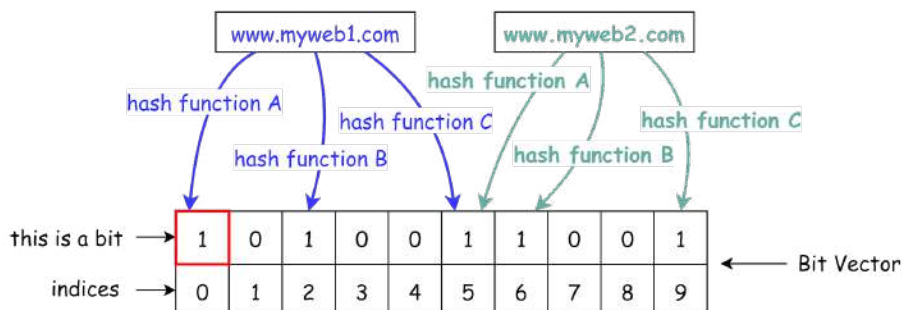 www.myweb1.com
www.myweb2.com
hash function A
hash function B
hash function C
hash function A
hash function B
hash function C
this is a bit
1 0 1 0 0 1 1 0 0 1
Bit Vector
indices
0 1 2 3 4 5 6 7 8 9